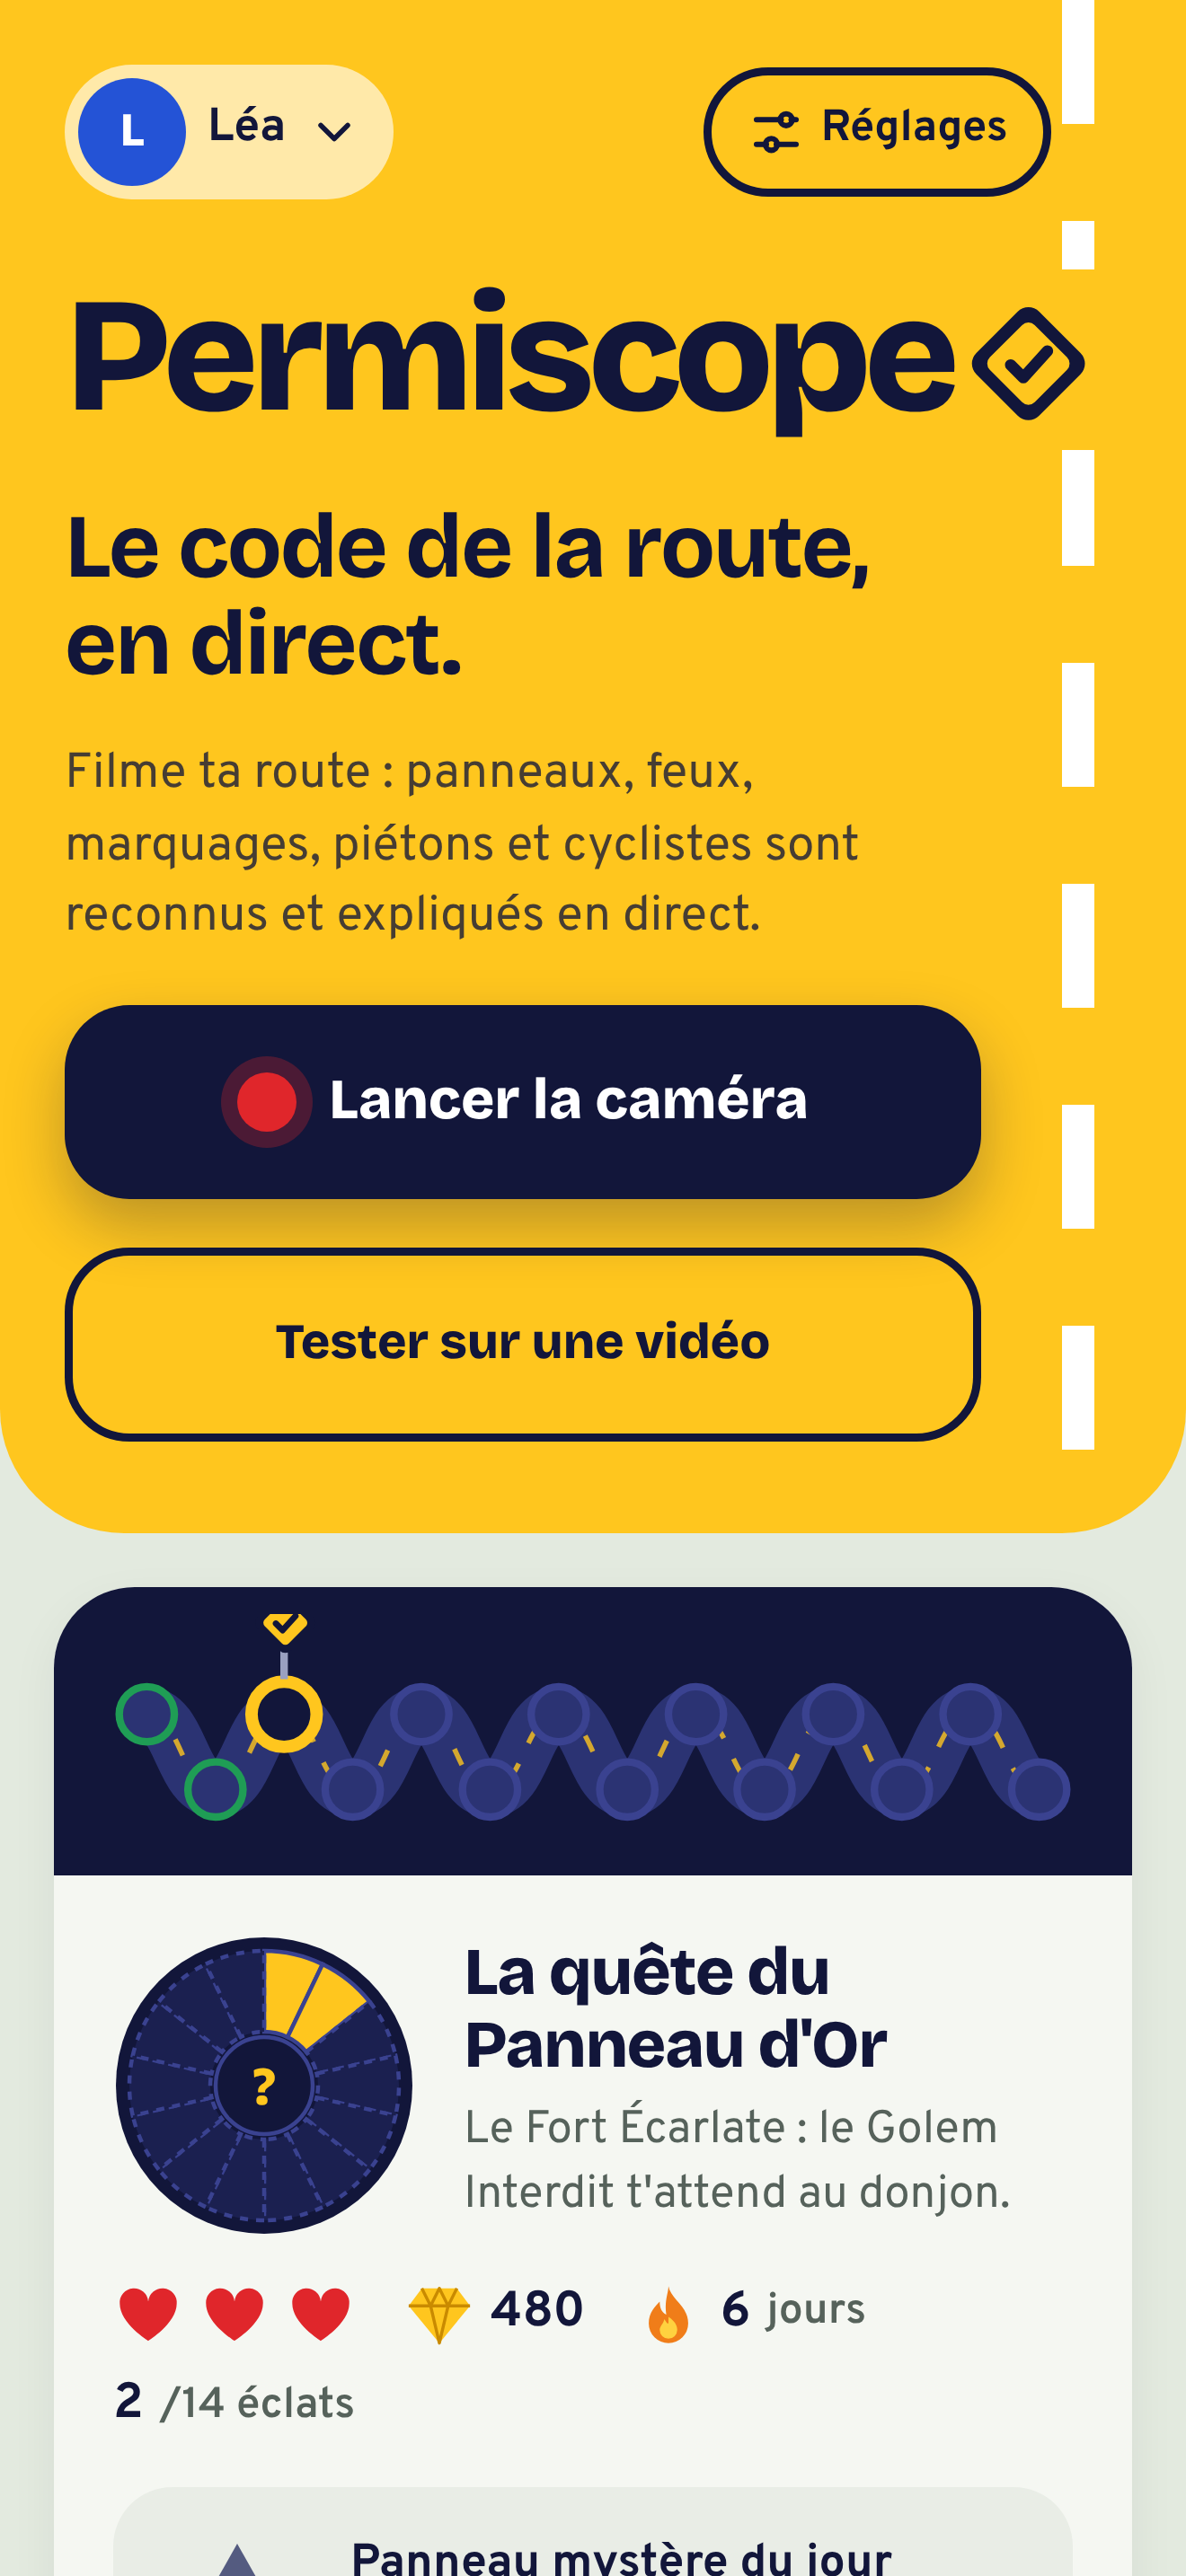 L Léa Réglages
Permiscope
Le code de la route,
en direct.
Filme ta route : panneaux, feux,
marquages, piétons et cyclistes sont
reconnus et expliqués en direct.
Lancer la caméra
Tester sur une vidéo
?
La quête du
Panneau d'Or
Le Fort Écarlate : le Golem
Interdit t'attend au donjon.
480 6 jours
2 /14 éclats
Panneau mystère du jour